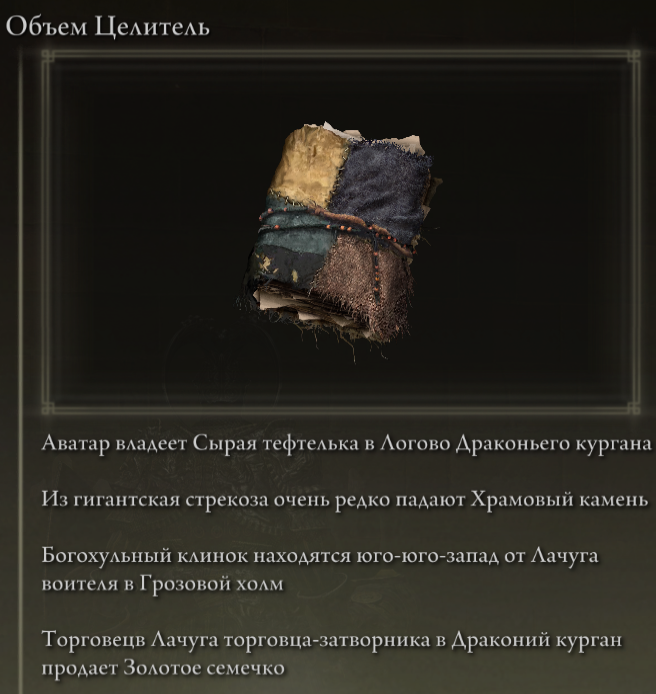 Объем Целитель
Аватар владеет Сырая тефтелька в Логово Драконьего кургана
Из гигантская стрекоза очень редко падают Храмовый камень
Богохульный клинок находятся юго-юго-запад от Лачуга
воителя в Грозовой холм
Торговецв Лачуга торговца-затворника в Драконий курган
продает Золотое семечко